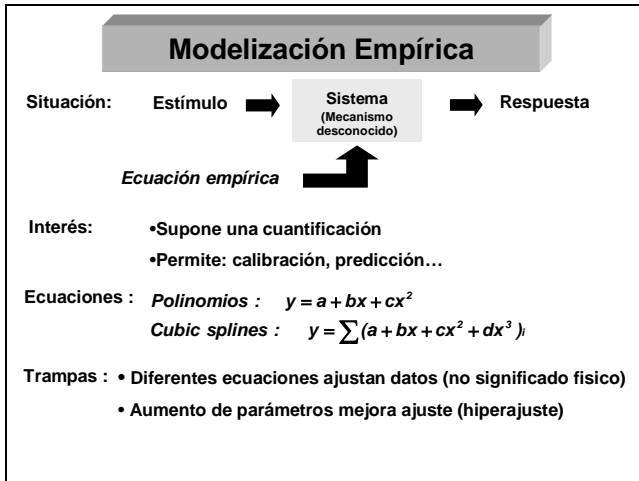 Modelización Empírica
Situación: Estímulo Sistema Respuesta
(Mecanismo
desconocido)
Ecuación empírica
Interés: •Supone una cuantificación
•Permite: calibración, predicción…
Ecuaciones : Polinomios : y = a + bx + cx²
Cubic splines : y = ∑(a + bx + cx² + dx³ )ᵢ
Trampas : • Diferentes ecuaciones ajustan datos (no significado fisico)
• Aumento de parámetros mejora ajuste (hiperajuste)